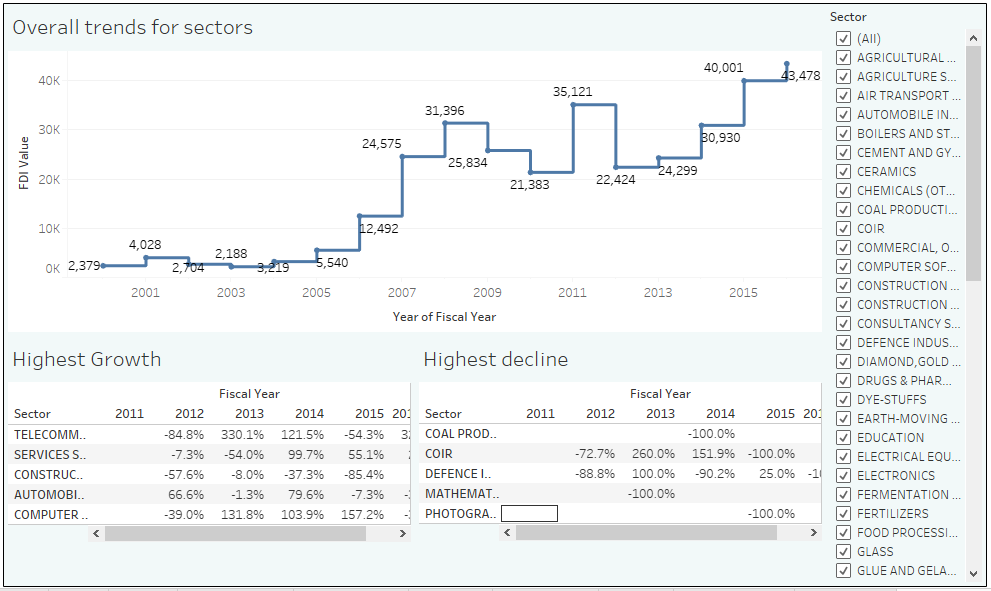 Overall trends for sectors
FDI Value
40K
30K
20K
10K
0K
2,379
4,028
2,704
2,188
3,219
5,540
12,492
24,575
31,396
25,834
21,383
35,121
22,424
24,299
30,930
40,001
43,478
2001 2003 2005 2007 2009 2011 2013 2015
Year of Fiscal Year
Highest Growth
Fiscal Year
Sector 2011 2012 2013 2014 2015 201
TELECOMM.. -84.8% 330.1% 121.5% -54.3%
SERVICES S.. -7.3% -54.0% 99.7% 55.1%
CONSTRUC.. -57.6% -8.0% -37.3% -85.4%
AUTOMOBI.. 66.6% -1.3% 79.6% -7.3%
COMPUTER .. -39.0% 131.8% 103.9% 157.2%
Highest decline
Fiscal Year
Sector 2011 2012 2013 2014 2015 201
COAL PROD.. -100.0%
COIR -72.7% 260.0% 151.9% -100.0%
DEFENCE I.. -88.8% 100.0% -90.2% 25.0% -10
MATHEMAT.. -100.0%
PHOTOGRA.. -100.0%
Sector
(All)
AGRICULTURAL ...
AGRICULTURE S...
AIR TRANSPORT ...
AUTOMOBILE IN...
BOILERS AND ST...
CEMENT AND GY...
CERAMICS
CHEMICALS (OT...
COAL PRODUCTI...
COIR
COMMERCIAL, O...
COMPUTER SOF...
CONSTRUCTION ...
CONSTRUCTION ...
CONSULTANCY S...
DEFENCE INDUS...
DIAMOND,GOLD ...
DRUGS & PHAR...
DYE-STUFFS
EARTH-MOVING ...
EDUCATION
ELECTRICAL EQU...
ELECTRONICS
FERMENTATION ...
FERTILIZERS
FOOD PROCESSI...
GLASS
GLUE AND GELA...